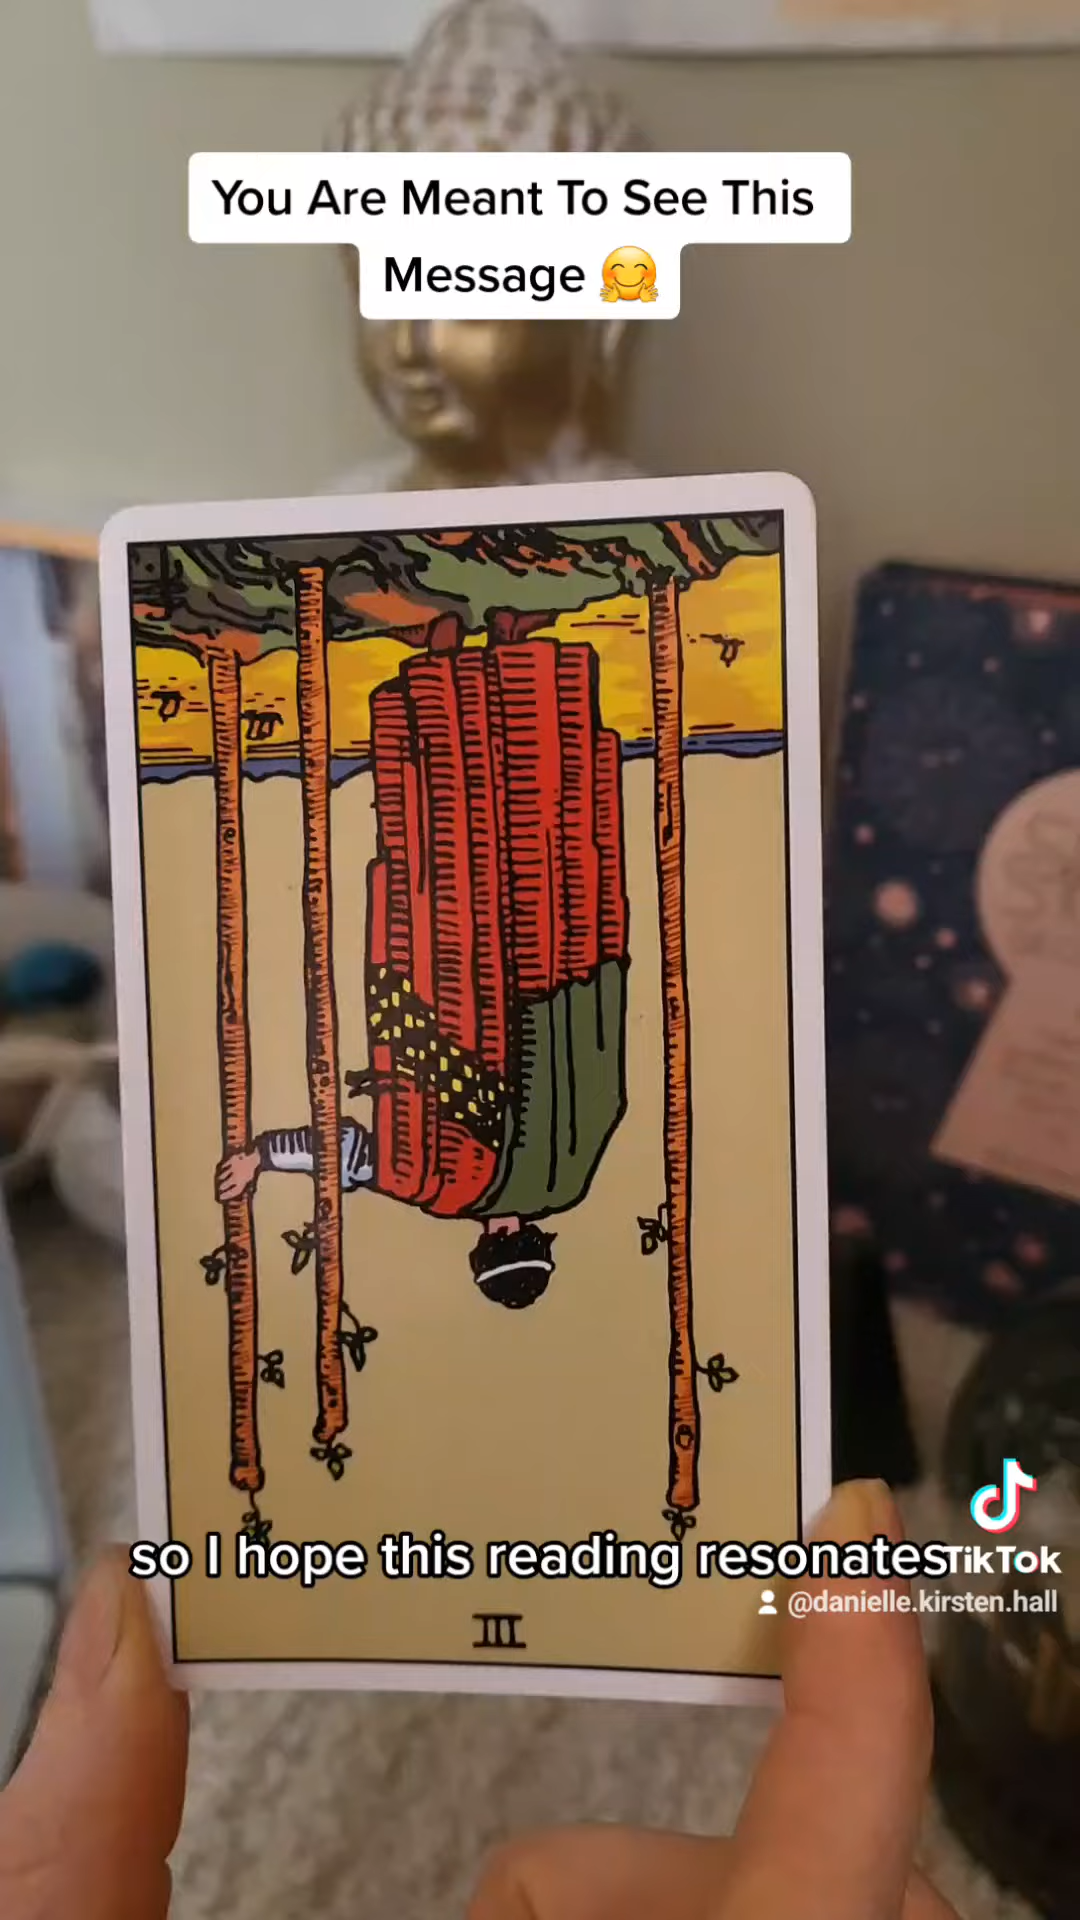 You Are Meant To See This
Message 🤗
so I hope this reading resonates
TikTok
@danielle.kirsten.hall
III